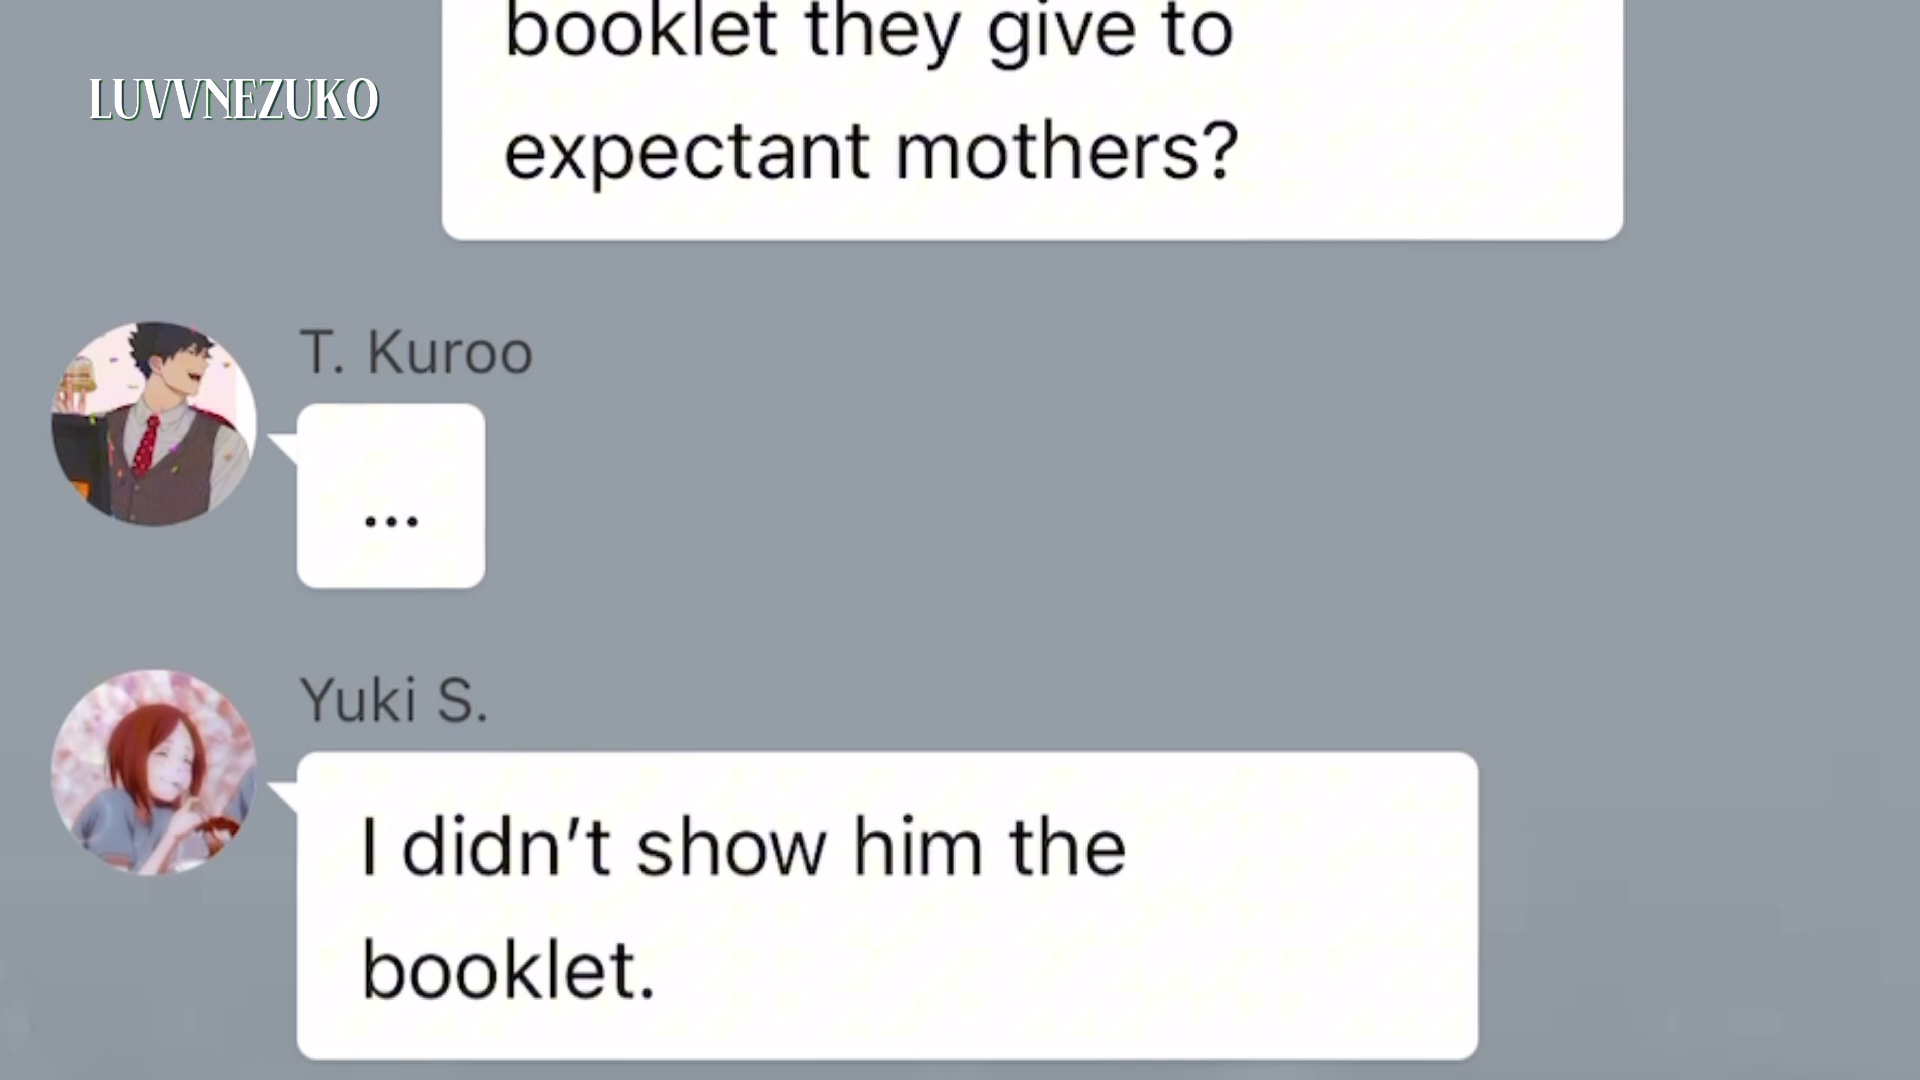 booklet they give to
LUVVNEZUKO
expectant mothers?
T. Kuroo
...
Yuki S.
I didn’t show him the
booklet.